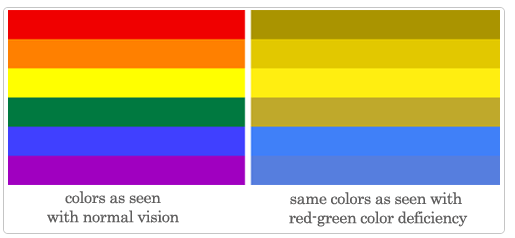 colors as seen
with normal vision
same colors as seen with
red-green color deficiency